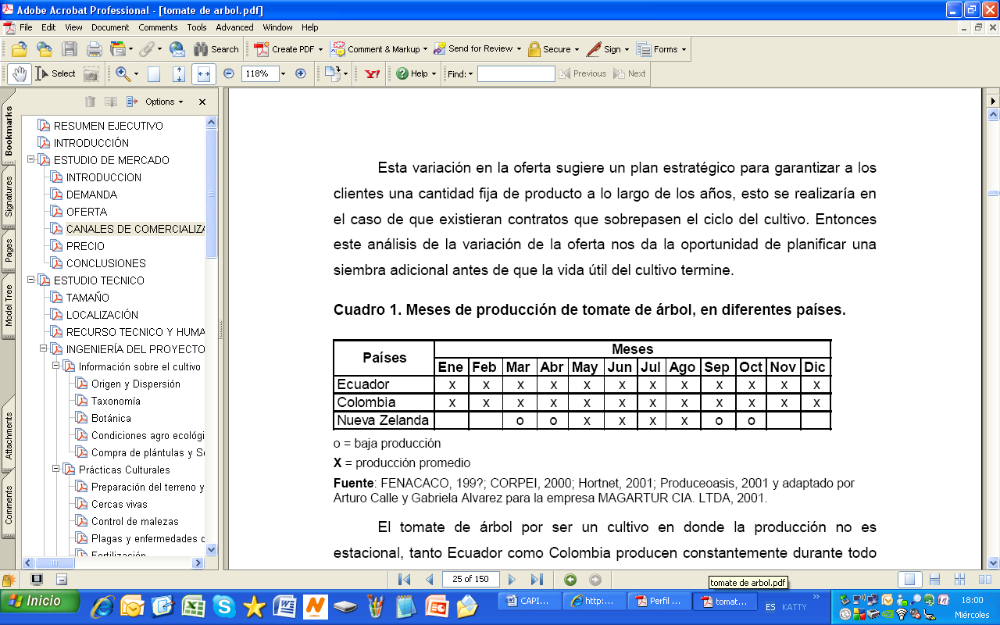 Adobe Acrobat Professional - [tomate de arbol.pdf]
File Edit View Document Comments Tools Advanced Window Help
Search Create PDF Comment & Markup Send for Review Secure Sign Forms
Select 118% Y! Help Find: Previous Next
Bookmarks
Signatures
Pages
Model Tree
Attachments
Comments
Options
RESUMEN EJECUTIVO
INTRODUCCIÓN
ESTUDIO DE MERCADO
INTRODUCCION
DEMANDA
OFERTA
CANALES DE COMERCIALIZA
PRECIO
CONCLUSIONES
ESTUDIO TECNICO
TAMAÑO
LOCALIZACIÓN
RECURSO TECNICO Y HUMA
INGENIERÍA DEL PROYECTO
Información sobre el cultivo
Origen y Dispersión
Taxonomía
Botánica
Condiciones agro ecológi
Compra de plántulas y Se
Prácticas Culturales
Preparación del terreno y
Cercas vivas
Control de malezas
Plagas y enfermedades d
Fertilización
Esta variación en la oferta sugiere un plan estratégico para garantizar a los
clientes una cantidad fija de producto a lo largo de los años, esto se realizaría en
el caso de que existieran contratos que sobrepasen el ciclo del cultivo. Entonces
este análisis de la variación de la oferta nos da la oportunidad de planificar una
siembra adicional antes de que la vida útil del cultivo termine.
Cuadro 1. Meses de producción de tomate de árbol, en diferentes países.
Países Meses
Ene Feb Mar Abr May Jun Jul Ago Sep Oct Nov Dic
Ecuador x x x x x x x x x x x x
Colombia x x x x x x x x x x x x
Nueva Zelanda o o x x x x o o
o = baja producción
X = producción promedio
Fuente: FENACACO, 199?; CORPEI, 2000; Hortnet, 2001; Produceoasis, 2001 y adaptado por
Arturo Calle y Gabriela Alvarez para la empresa MAGARTUR CIA. LTDA, 2001.
El tomate de árbol por ser un cultivo en donde la producción no es
estacional, tanto Ecuador como Colombia producen constantemente durante todo
25 of 150
tomate de arbol.pdf
Inicio CAPI... http:... Perfil ... tomat... ES KATTY 18:00
Miércoles